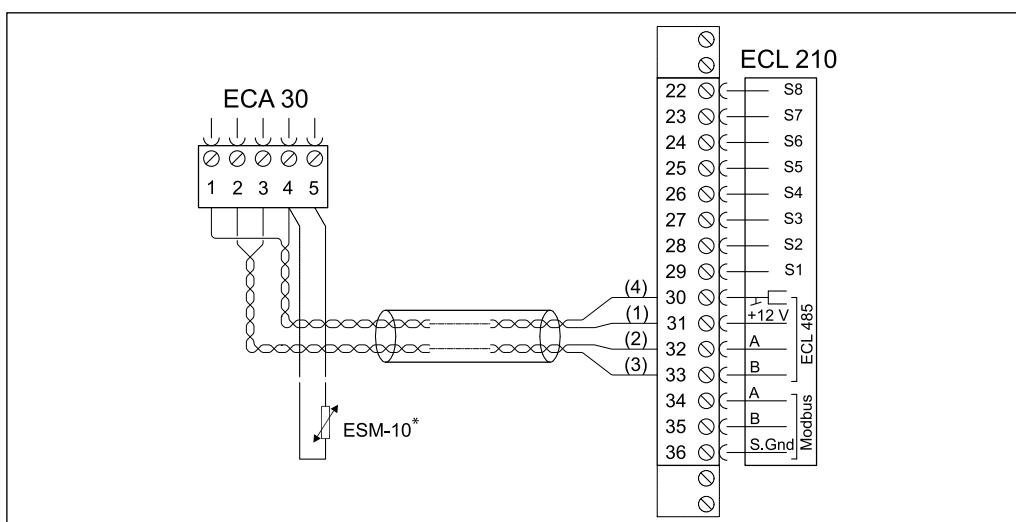 ECA 30
1 2 3 4 5
ESM-10*
(4)
(1)
(2)
(3)
ECL 210
22 S8
23 S7
24 S6
25 S5
26 S4
27 S3
28 S2
29 S1
30
31 +12 V
32 A
33 B
ECL 485
34 A
35 B
36 S.Gnd
Modbus